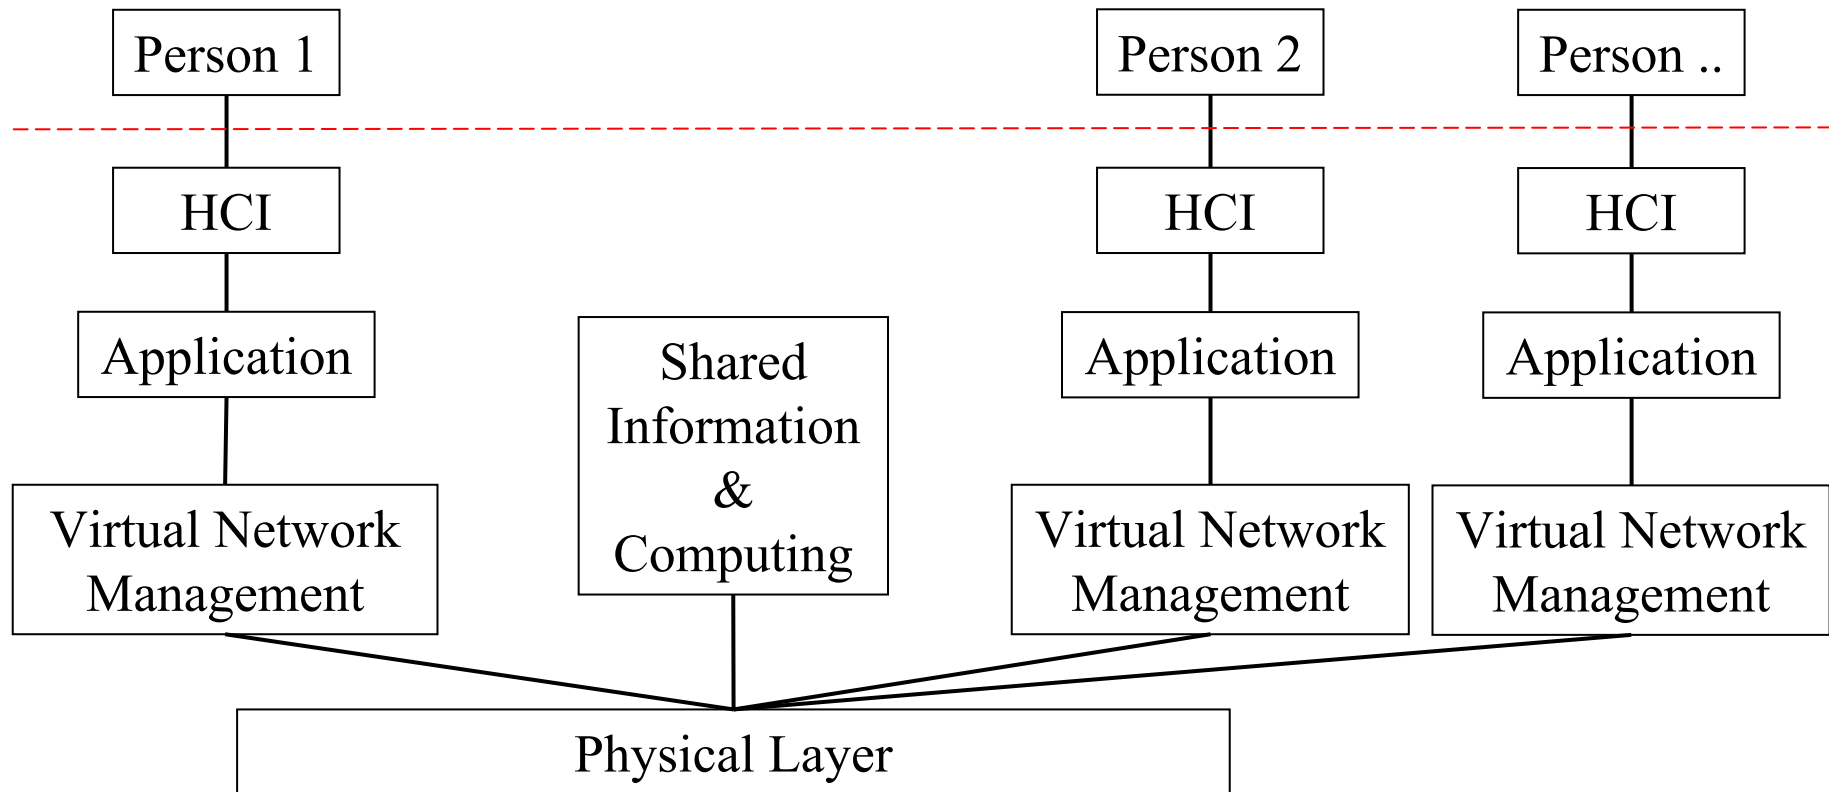 Person 1
Person 2
Person ..
HCI
HCI
HCI
Application
Shared
Information
&
Computing
Application
Application
Virtual Network
Management
Virtual Network
Management
Virtual Network
Management
Physical Layer